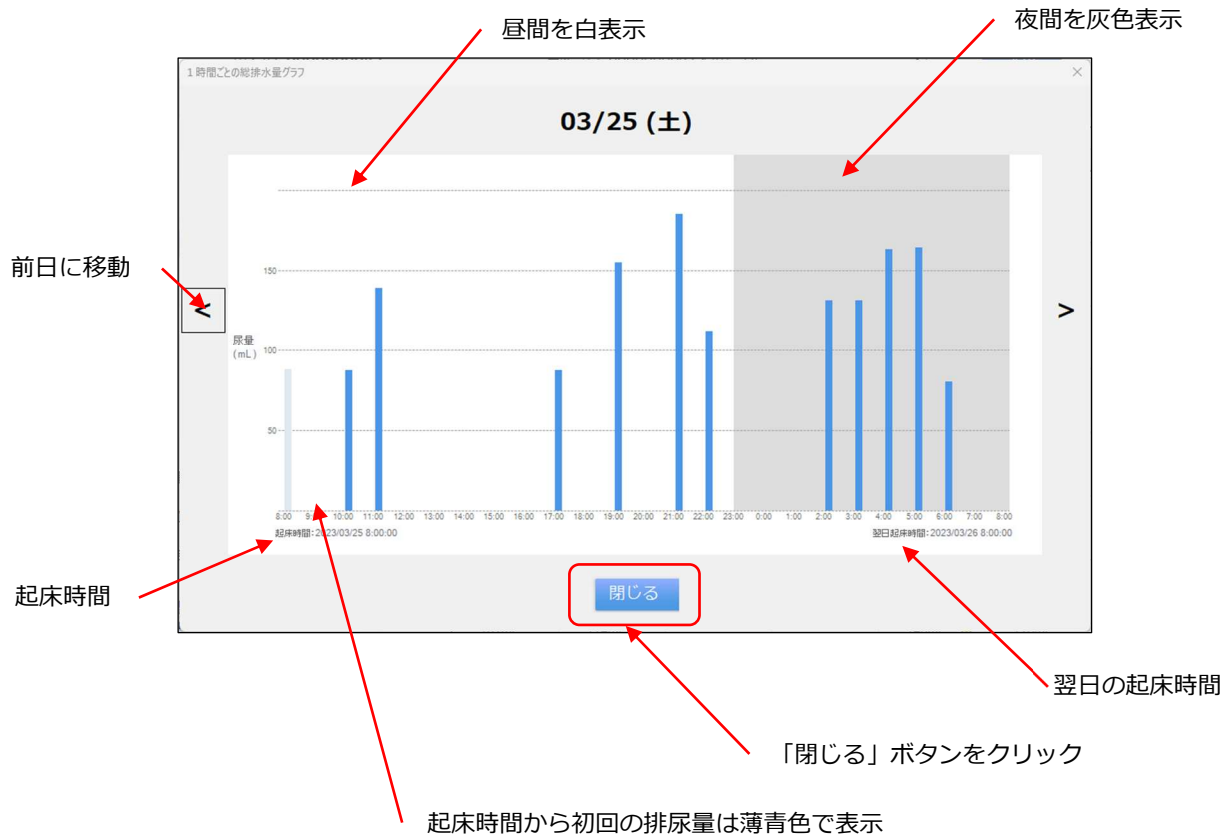 昼間を白表示
夜間を灰色表示
1時間ごとの総排水量グラフ
×
03/25 (土)
前日に移動
<
>
150
尿量
(mL)
100
50
8:00 9:00 10:00 11:00 12:00 13:00 14:00 15:00 16:00 17:00 18:00 19:00 20:00 21:00 22:00 23:00 0:00 1:00 2:00 3:00 4:00 5:00 6:00 7:00 8:00
起床時間:2023/03/25 8:00:00
翌日起床時間:2023/03/26 8:00:00
起床時間
閉じる
翌日の起床時間
「閉じる」ボタンをクリック
起床時間から初回の排尿量は薄青色で表示